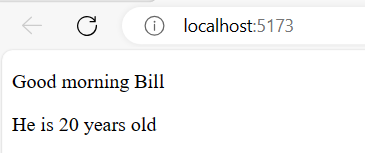 localhost:5173
Good morning Bill
He is 20 years old